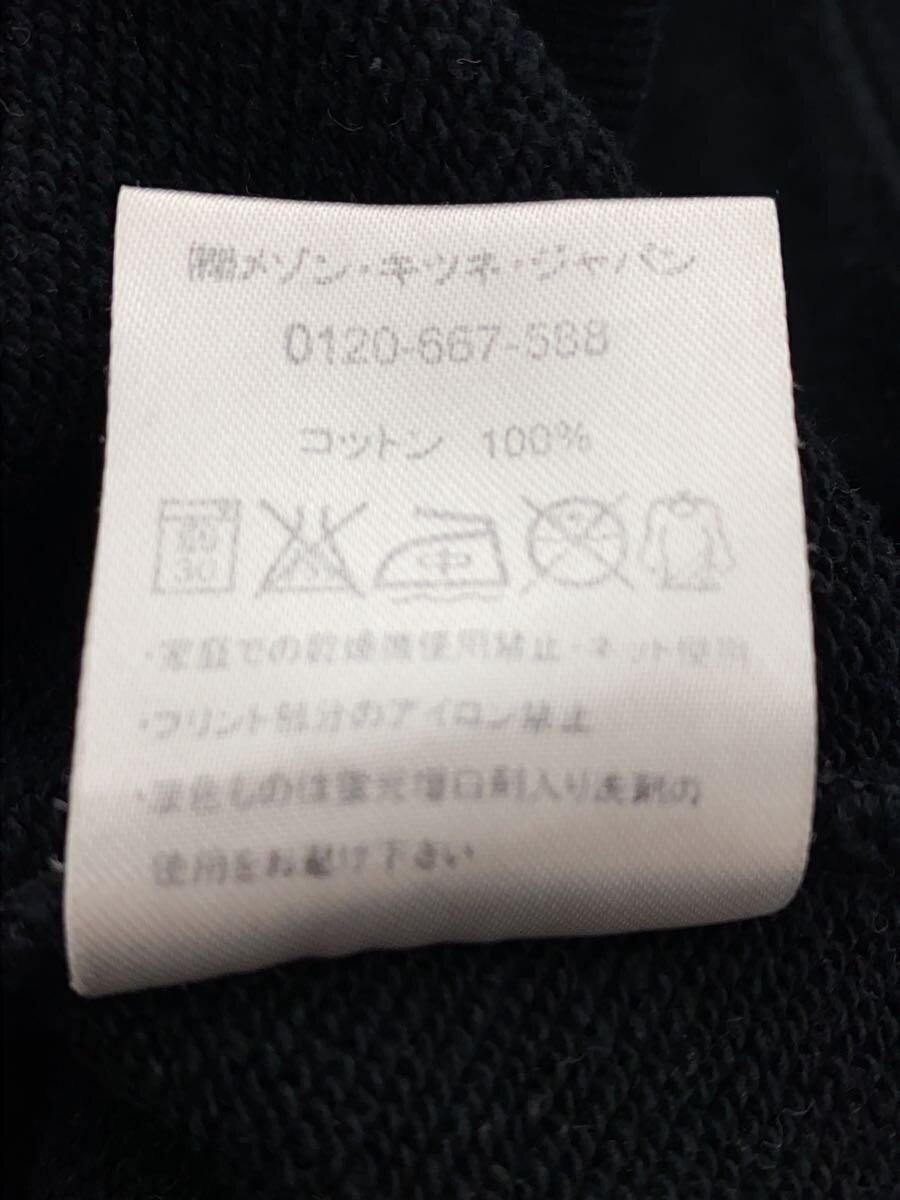 ㈱メゾン・キツネ・ジャパン
0120-667-588
コットン 100%
30
中
・家庭での乾燥機使用禁止・ネット使用
・プリント部分のアイロン禁止
・濃色ものは蛍光増白剤入り洗剤の
使用をお避け下さい